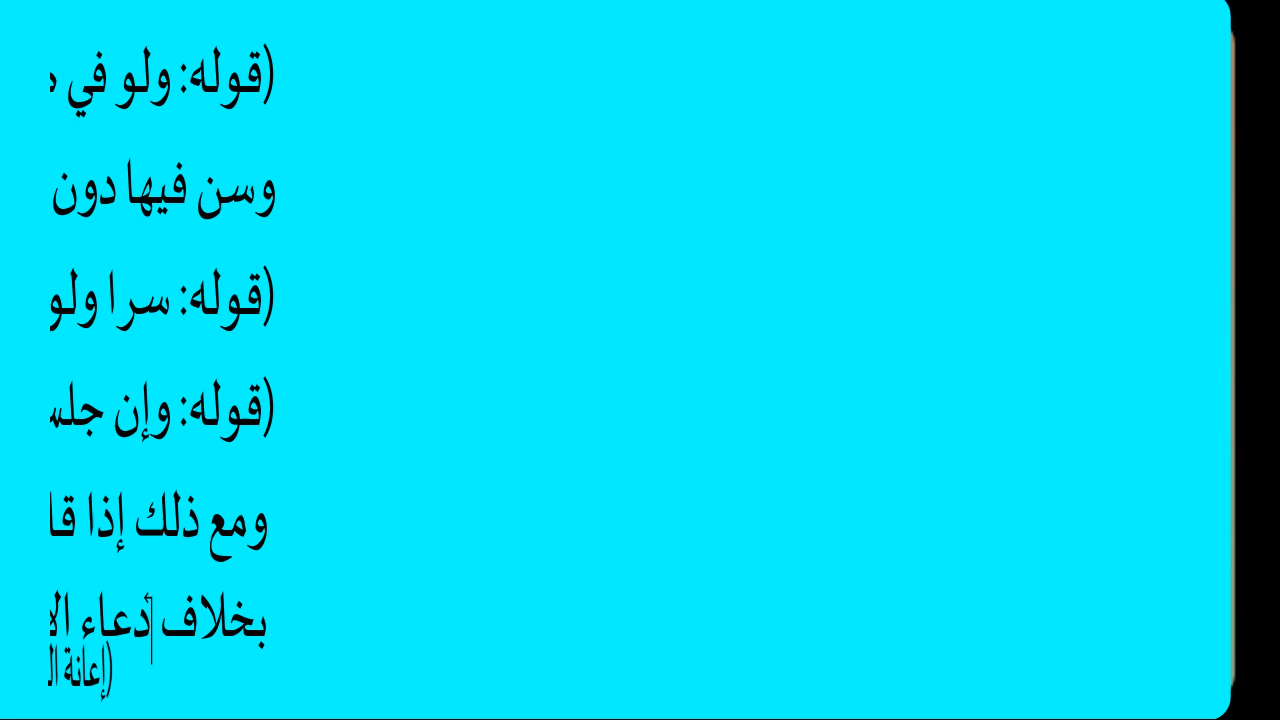 (قوله: ولو في
وسن فيها دون
(قوله: سرا ولو
(قوله: وإن
ومع ذلك إذا
بخلاف دعاء
(إعانة